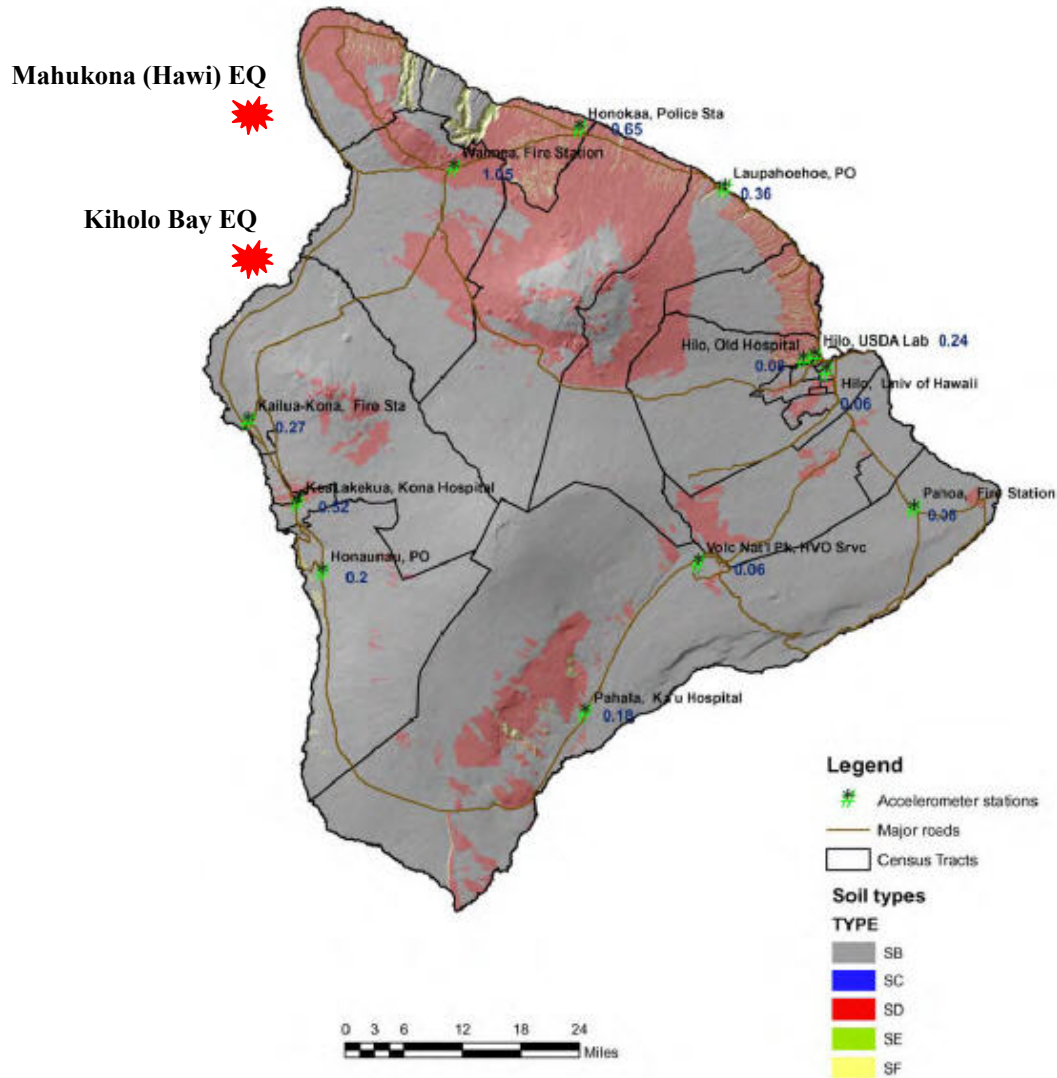 Mahukona (Hawi) EQ
Honokaa, Police Sta
0.65
Waimea, Fire Station
1.05
Laupahoehoe, PO
0.36
Kiholo Bay EQ
Hilo, Old Hospital
Hilo, USDA Lab 0.24
Hilo, Univ of Hawaii
0.06
Kailua-Kona, Fire Sta
0.27
KeaLakekua, Kona Hospital
Pahoa, Fire Station
Honaunau, PO
0.2
Volc Nat'l Pk, HVO Srvc
0.06
Pahala, Ka'u Hospital
0.18
Legend
Accelerometer stations
Major roads
Census Tracts
Soil types
TYPE
SB
SC
SD
SE
SF
0 3 6 12 18 24
Miles